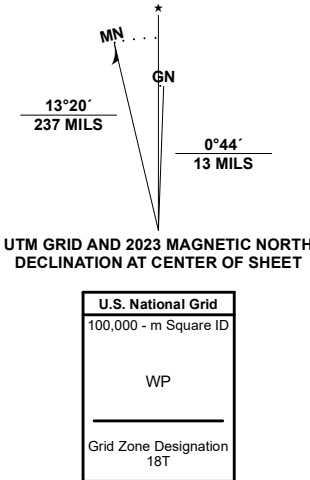 ★
MN
GN
13°20´
237 MILS
0°44´
13 MILS
UTM GRID AND 2023 MAGNETIC NORTH
DECLINATION AT CENTER OF SHEET
U.S. National Grid
100,000 - m Square ID
WP
Grid Zone Designation
18T